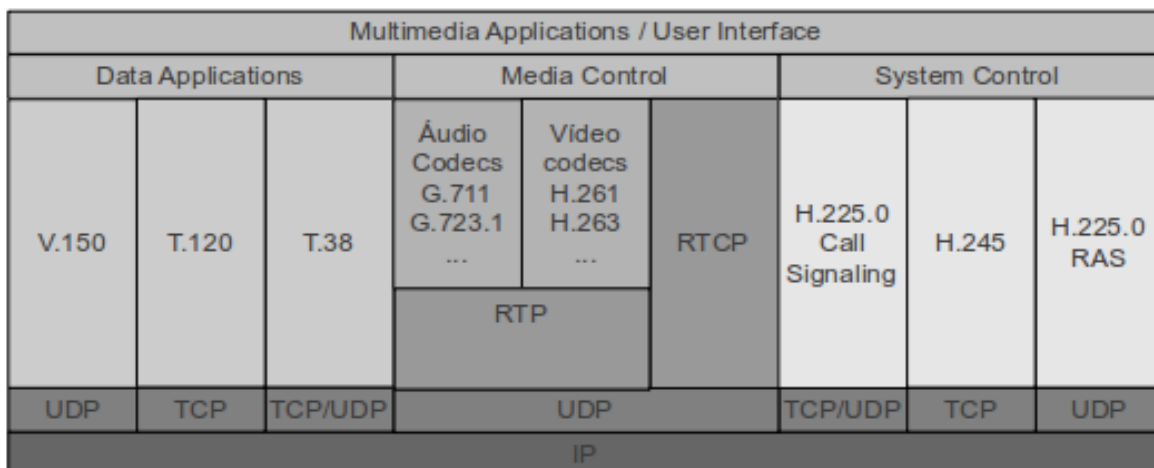 Multimedia Applications / User Interface
Data Applications
Media Control
System Control
V.150
T.120
T.38
Áudio
Codecs
G.711
G.723.1
...
Vídeo
codecs
H.261
H.263
...
RTP
RTCP
H.225.0
Call
Signaling
H.245
H.225.0
RAS
UDP
TCP
TCP/UDP
UDP
TCP/UDP
TCP
UDP
IP